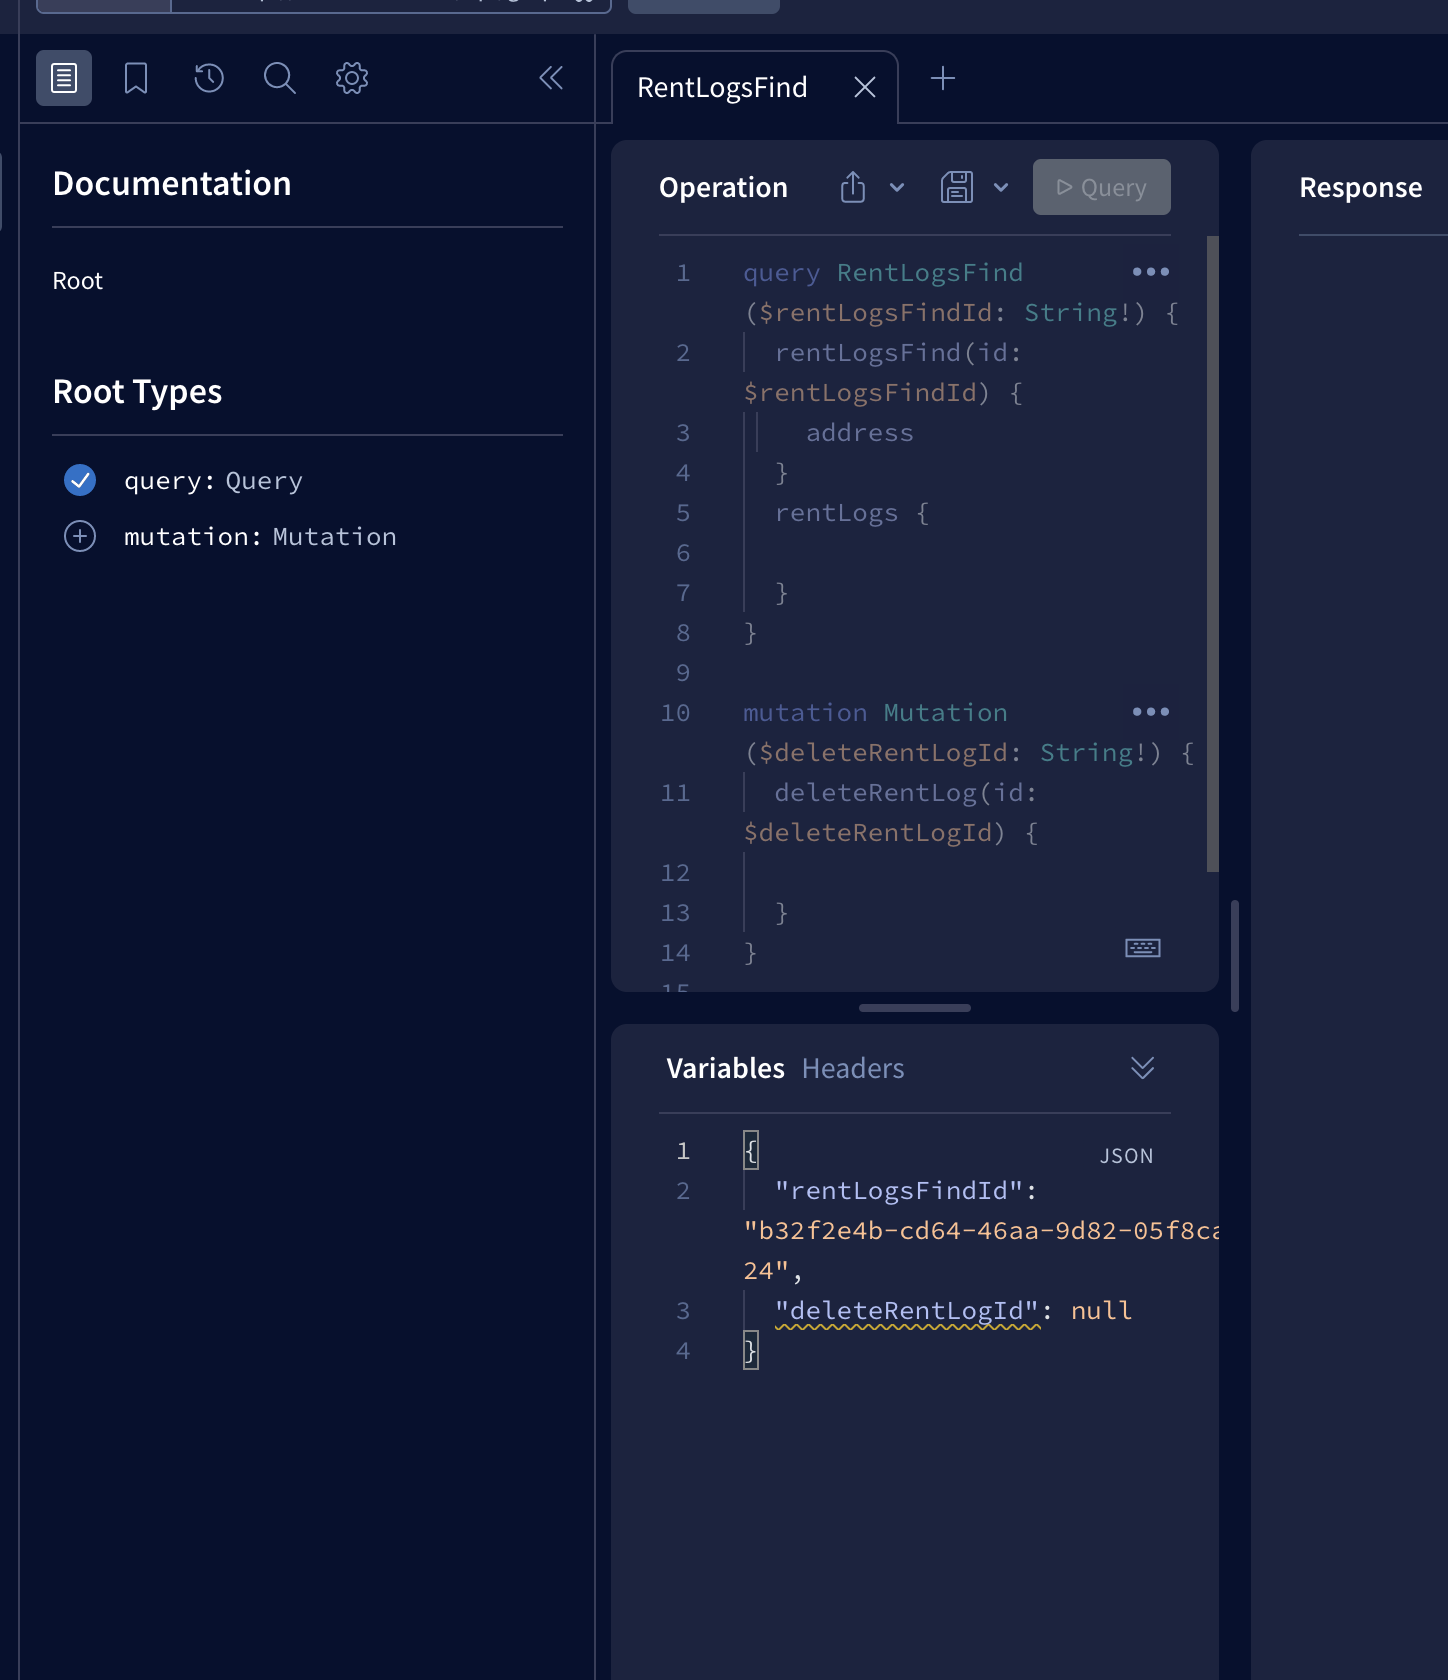 RentLogsFind
Documentation
Root
Root Types
query: Query
mutation: Mutation
Operation
Query
Response
1 query RentLogsFind
($rentLogsFindId: String!) {
2 rentLogsFind(id:
$rentLogsFindId) {
3 address
4 }
5 rentLogs {
6
7 }
8 }
9
10 mutation Mutation
($deleteRentLogId: String!) {
11 deleteRentLog(id:
$deleteRentLogId) {
12
13 }
14 }
15
Variables Headers
JSON
1 {
2 "rentLogsFindId":
"b32f2e4b-cd64-46aa-9d82-05f8ca
24",
3 "deleteRentLogId": null
4 }